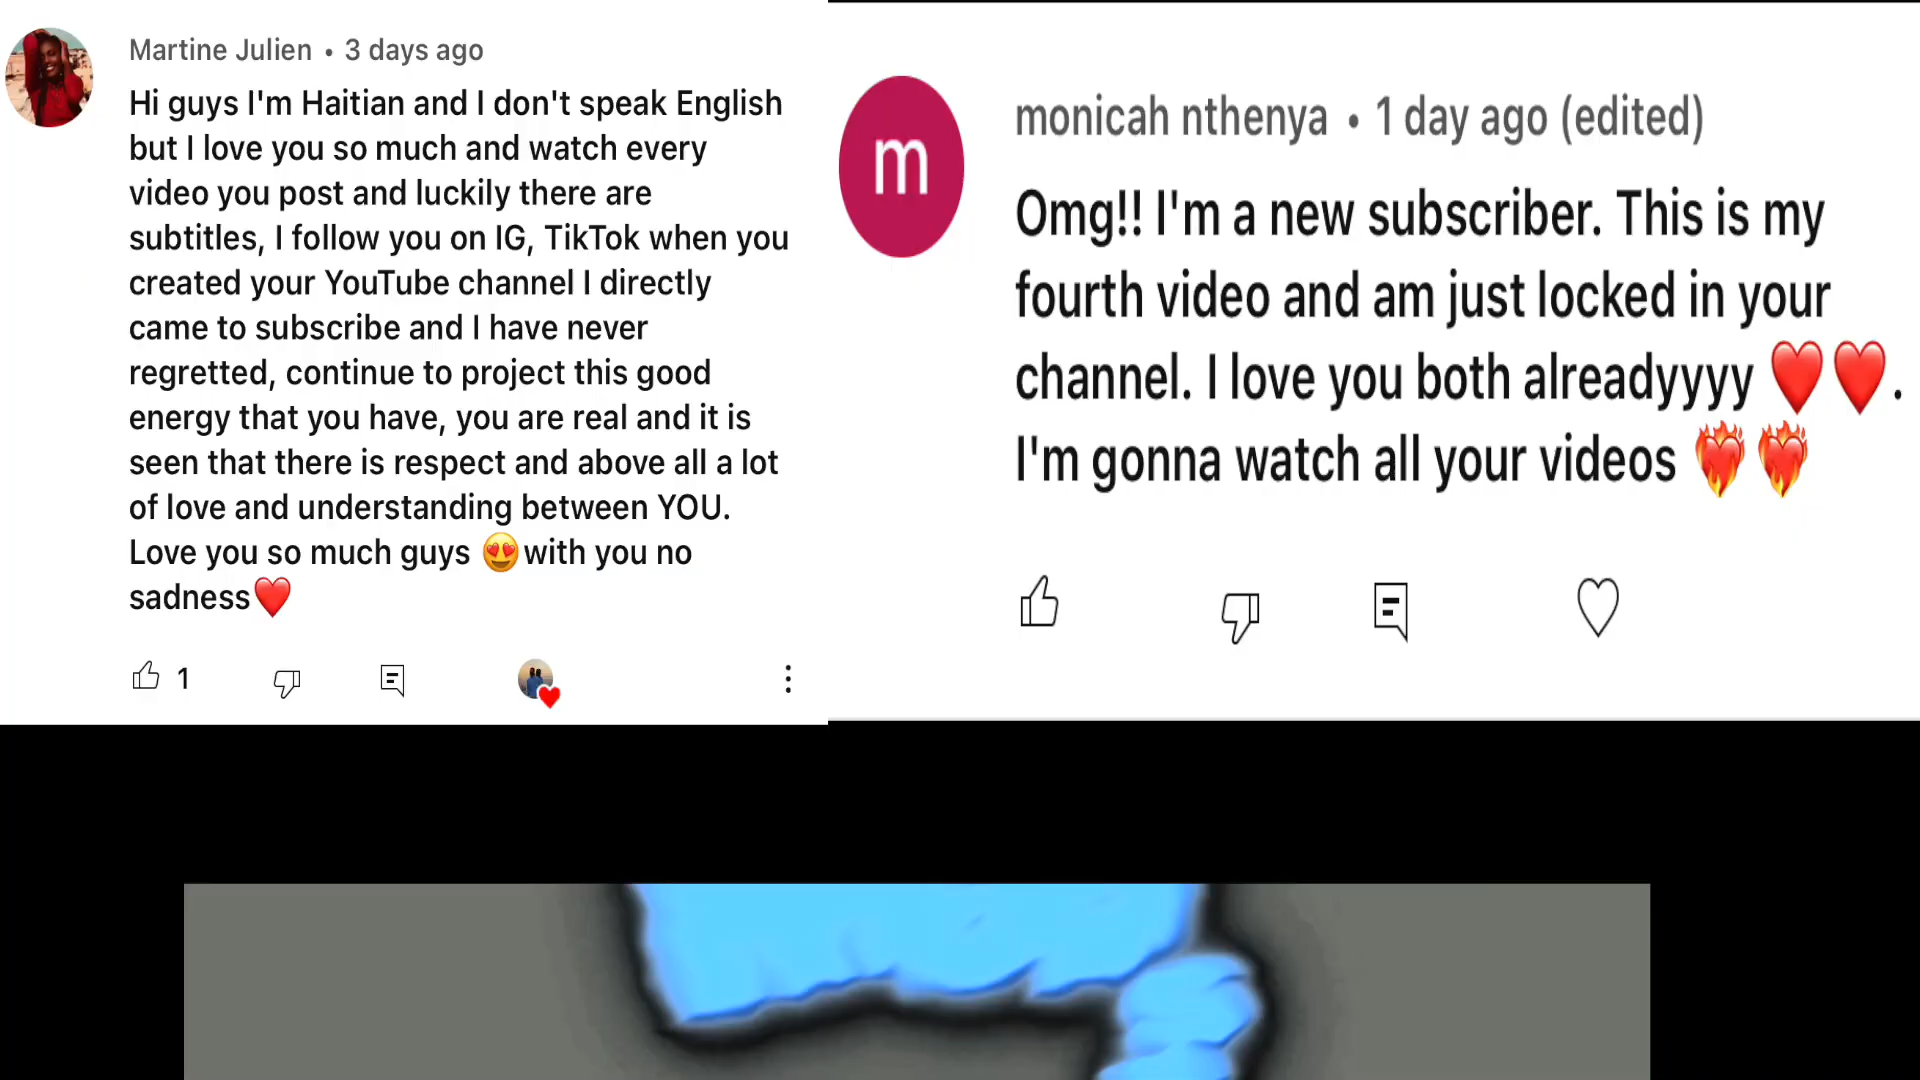 Martine Julien • 3 days ago
Hi guys I'm Haitian and I don't speak English
but I love you so much and watch every
video you post and luckily there are
subtitles, I follow you on IG, TikTok when you
created your YouTube channel I directly
came to subscribe and I have never
regretted, continue to project this good
energy that you have, you are real and it is
seen that there is respect and above all a lot
of love and understanding between YOU.
Love you so much guys 😍with you no
sadness❤️
1
m
monicah nthenya • 1 day ago (edited)
Omg!! I'm a new subscriber. This is my
fourth video and am just locked in your
channel. I love you both alreadyyyy ❤️❤️.
I'm gonna watch all your videos ❤️‍🔥❤️‍🔥